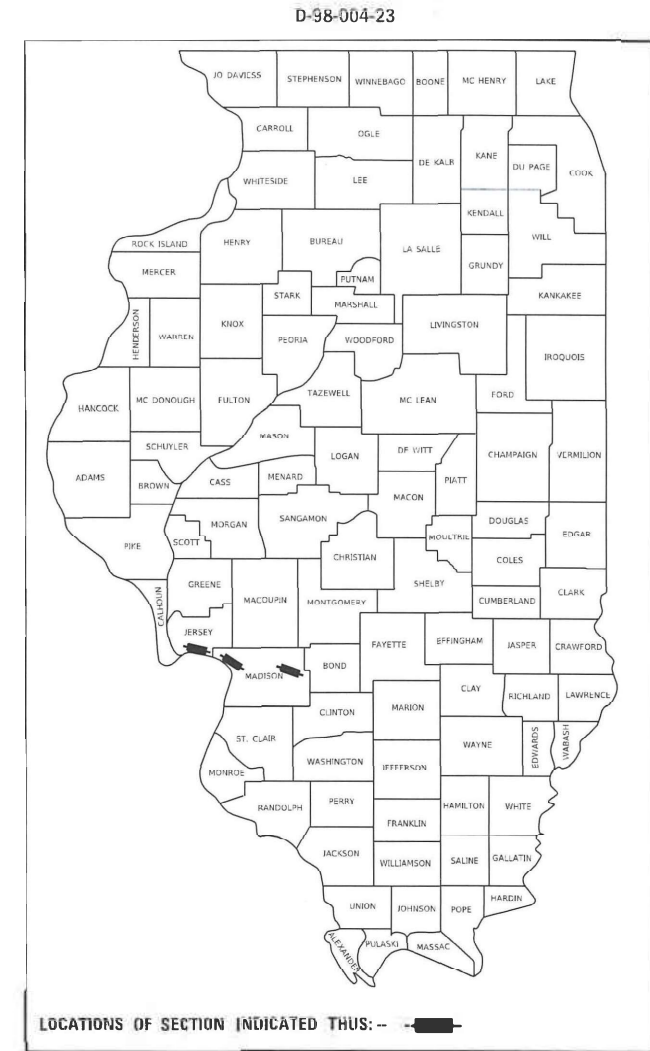 D-98-004-23
JO DAVIESS STEPHENSON WINNEBAGO BOONE MC HENRY LAKE
CARROLL OGLE
DE KALB KANE DU PAGE COOK
WHITESIDE LEE
KENDALL
ROCK ISLAND HENRY BUREAU LA SALLE WILL
MERCER PUTNAM GRUNDY
STARK MARSHALL KANKAKEE
HENDERSON WARREN KNOX PEORIA WOODFORD LIVINGSTON
IROQUOIS
HANCOCK MC DONOUGH FULTON TAZEWELL MC LEAN FORD
MASON
SCHUYLER LOGAN DE WITT CHAMPAIGN VERMILION
ADAMS BROWN CASS MENARD PIATT
MACON
MORGAN SANGAMON DOUGLAS
PIKE SCOTT MOULTRIE EDGAR
CHRISTIAN COLES
GREENE SHELBY
CALHOUN MACOUPIN MONTGOMERY CUMBERLAND CLARK
JERSEY FAYETTE EFFINGHAM JASPER CRAWFORD
MADISON BOND
CLAY RICHLAND LAWRENCE
CLINTON MARION
ST. CLAIR WAYNE EDWARDS WABASH
MONROE WASHINGTON JEFFERSON
RANDOLPH PERRY HAMILTON WHITE
FRANKLIN
JACKSON WILLIAMSON SALINE GALLATIN
UNION JOHNSON POPE HARDIN
ALEXANDER PULASKI MASSAC
LOCATIONS OF SECTION INDICATED THUS: --